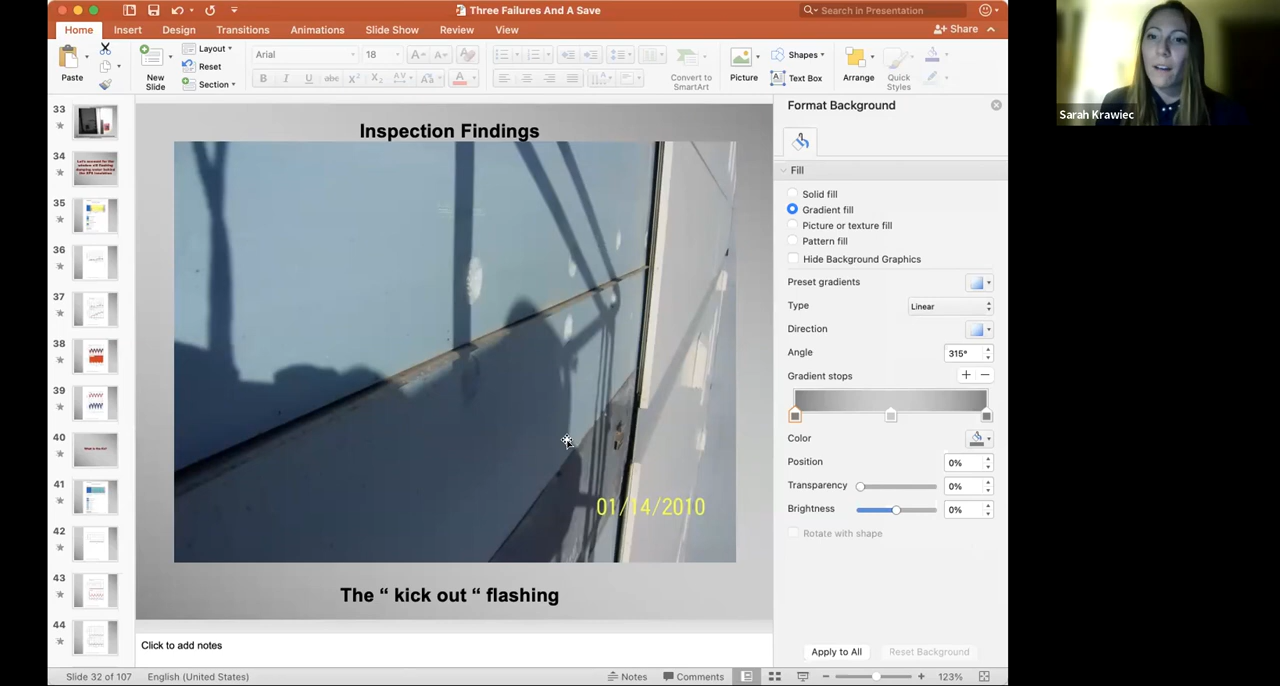 Three Failures And A Save
Search in Presentation
Home Insert Design Transitions Animations Slide Show Review View
Share
Paste
New Slide
Layout
Reset
Section
Arial
18
B I U abc X² X₂ AV Aa A
Convert to SmartArt
Picture
Shapes
Text Box
Arrange
Quick Styles
Sarah Krawiec
33
34
35
36
37
38
39
40
41
42
43
44
Inspection Findings
01/14/2010
The “ kick out “ flashing
Click to add notes
Format Background
Fill
Solid fill
Gradient fill
Picture or texture fill
Pattern fill
Hide Background Graphics
Preset gradients
Type Linear
Direction
Angle 315°
Gradient stops
Color
Position 0%
Transparency 0%
Brightness 0%
Rotate with shape
Apply to All Reset Background
Slide 32 of 107 English (United States) Notes Comments 123%